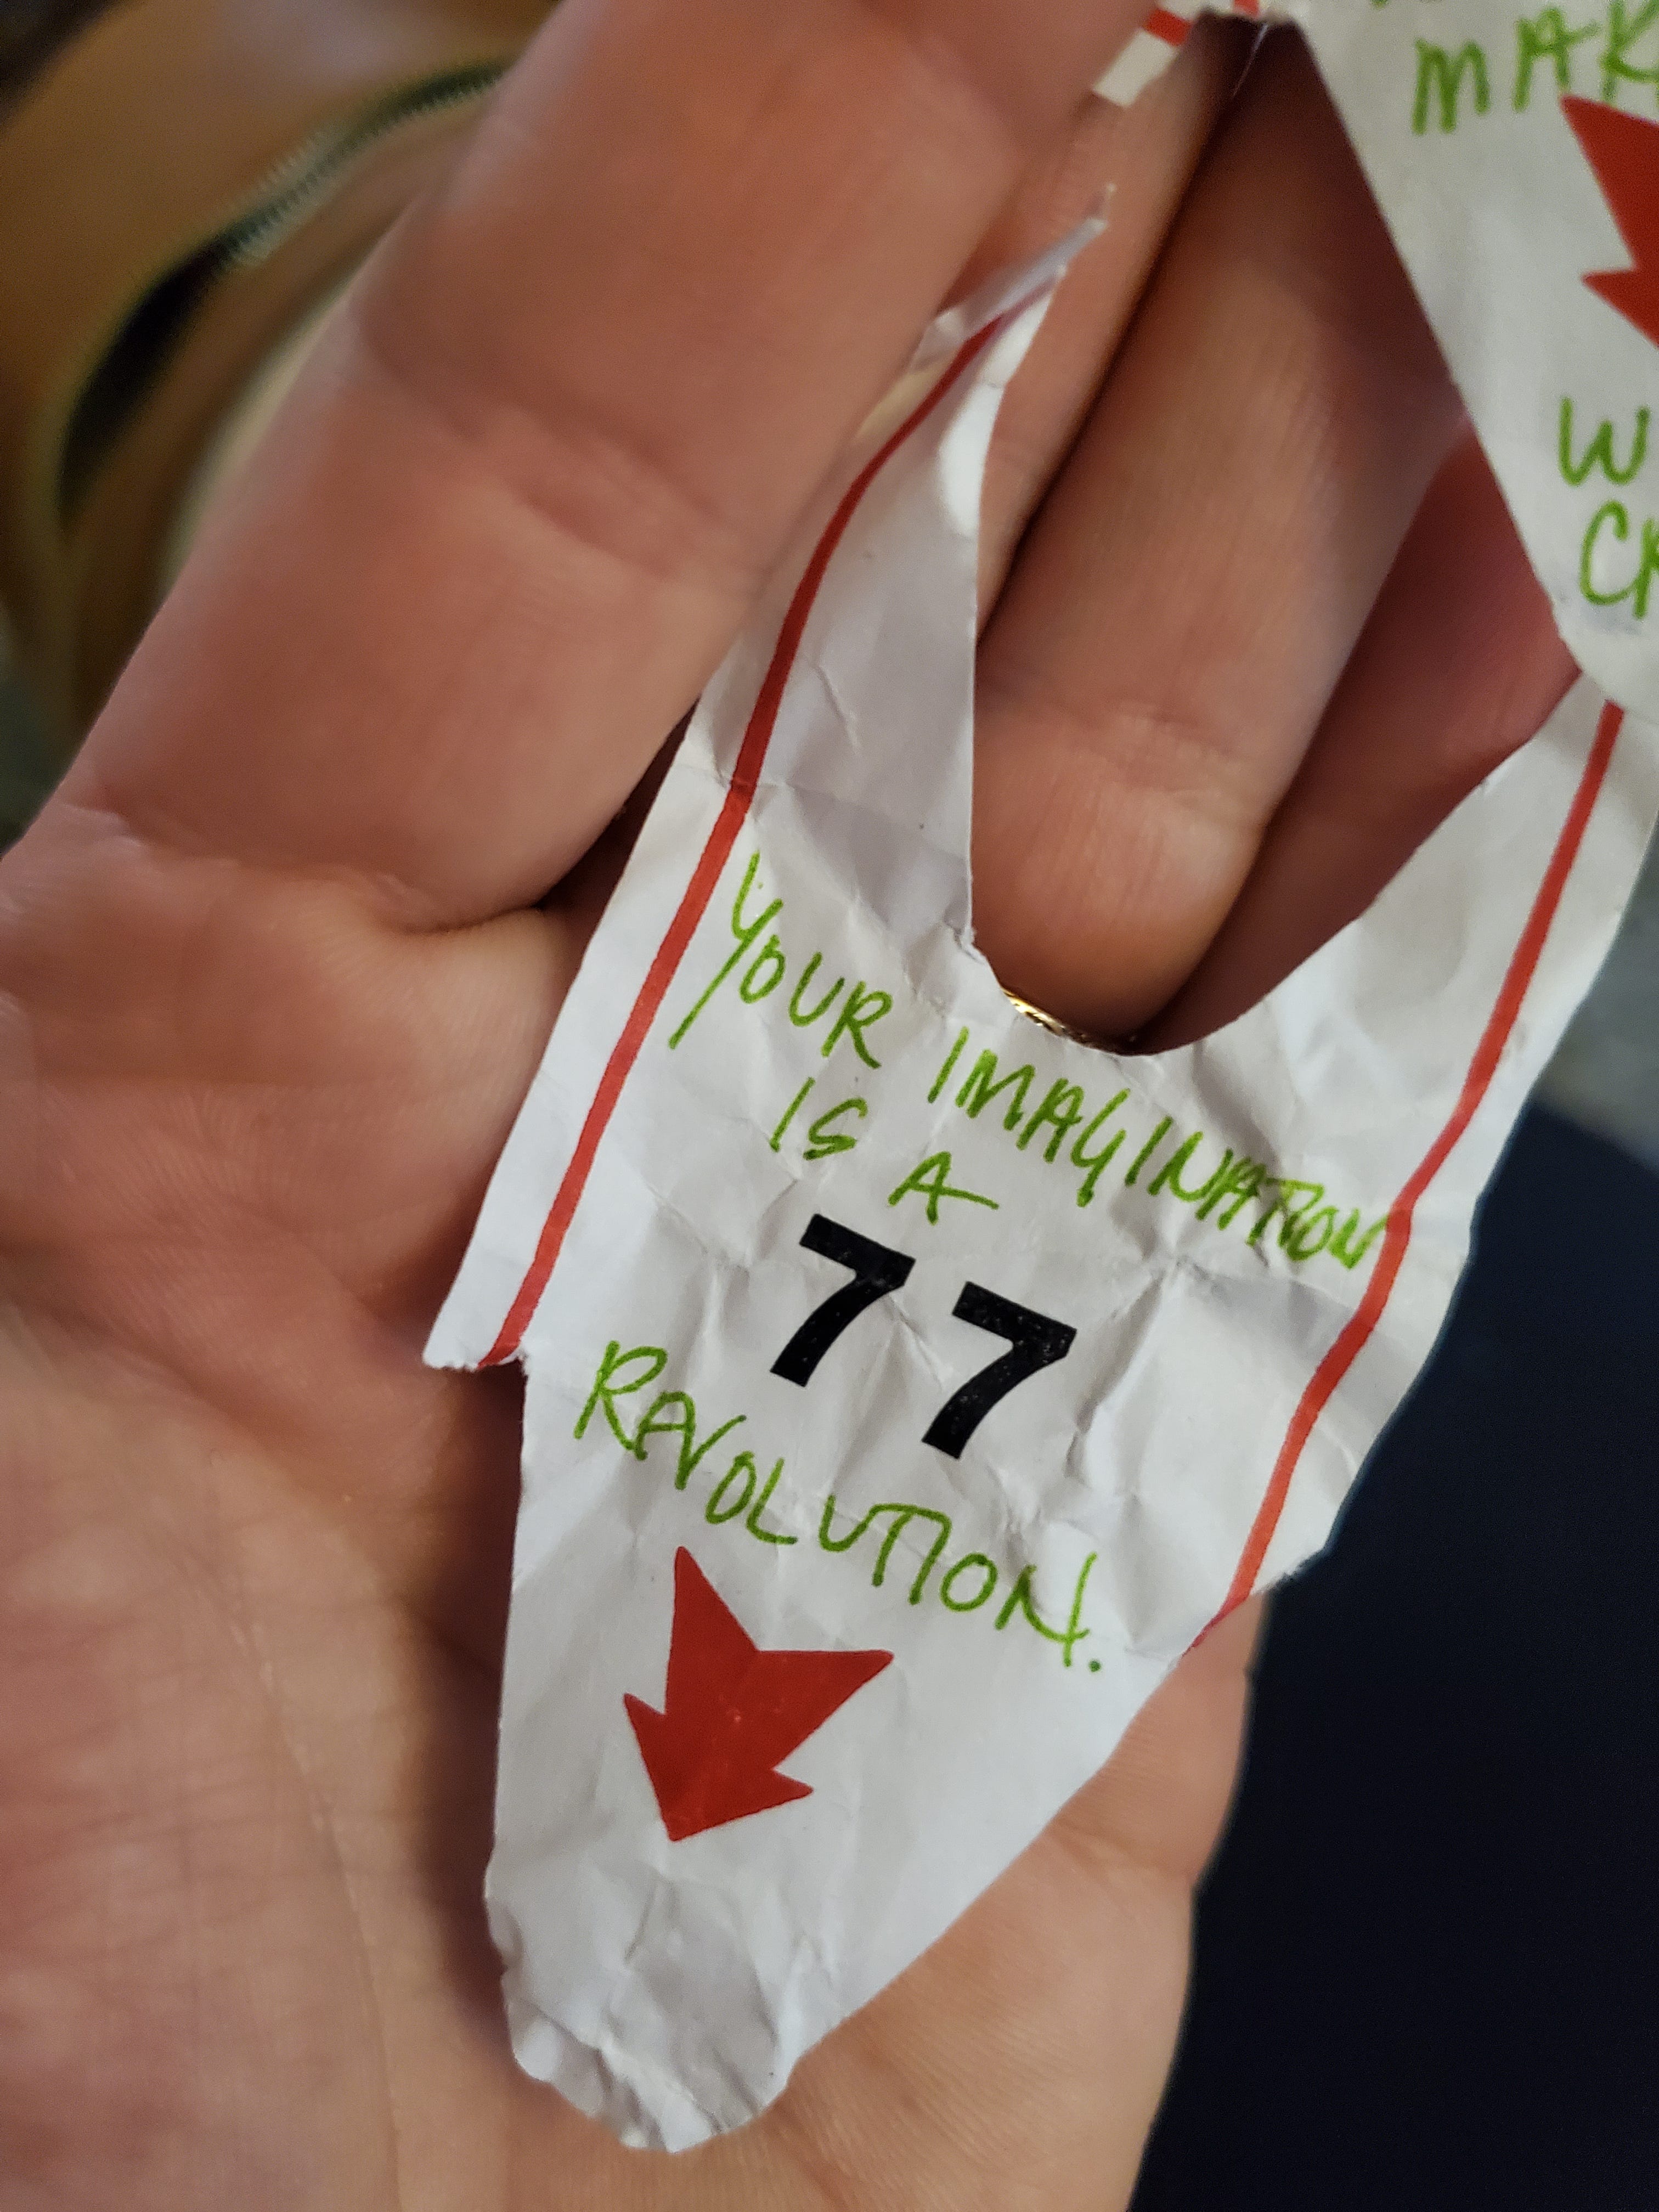 YOUR IMAGINATION
IS A
77
REVOLUTION.